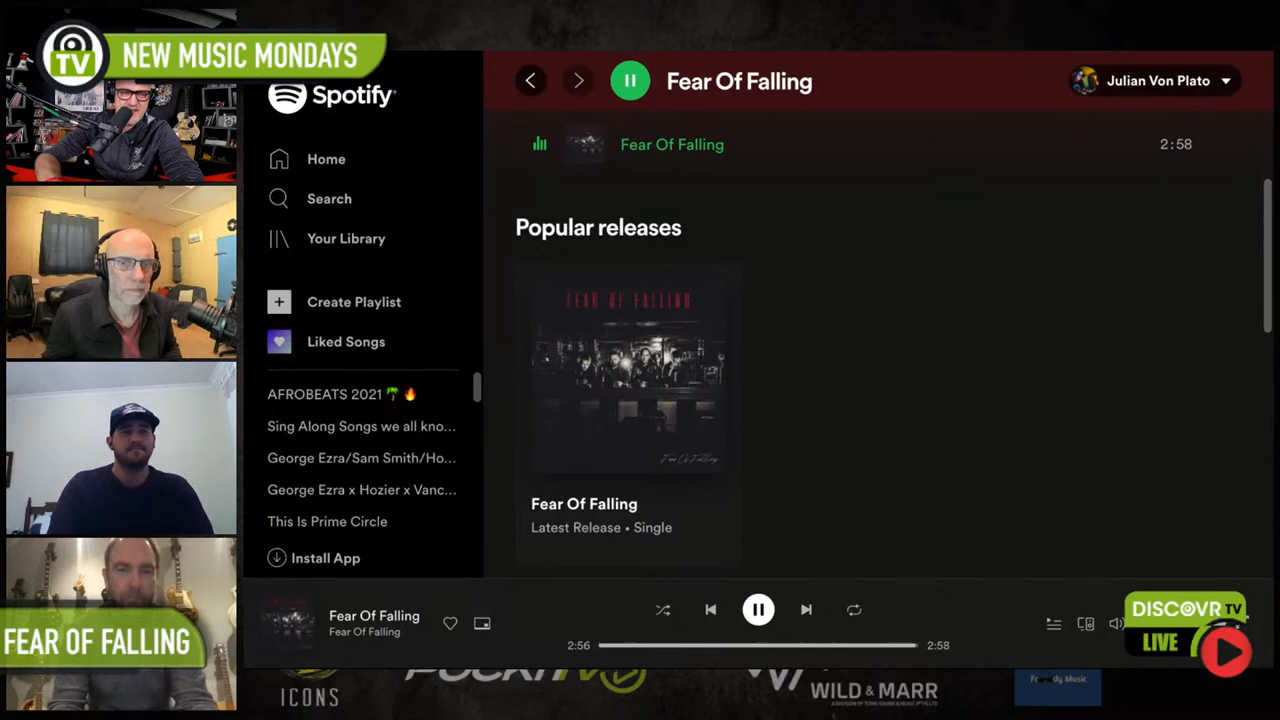 TV
NEW MUSIC MONDAYS
Spotify
Home
Search
Your Library
Create Playlist
Liked Songs
AFROBEATS 2021 🌴 🔥
Sing Along Songs we all kno...
George Ezra/Sam Smith/Ho...
George Ezra x Hozier x Vanc...
This Is Prime Circle
Install App
Fear Of Falling
Julian Von Plato
Fear Of Falling
2:58
Popular releases
FEAR OF FALLING
Fear Of Falling
Fear Of Falling
Latest Release • Single
Fear Of Falling
Fear Of Falling
2:56
2:58
DISCOVR TV
LIVE
FEAR OF FALLING
ICONS
WILD & MARR